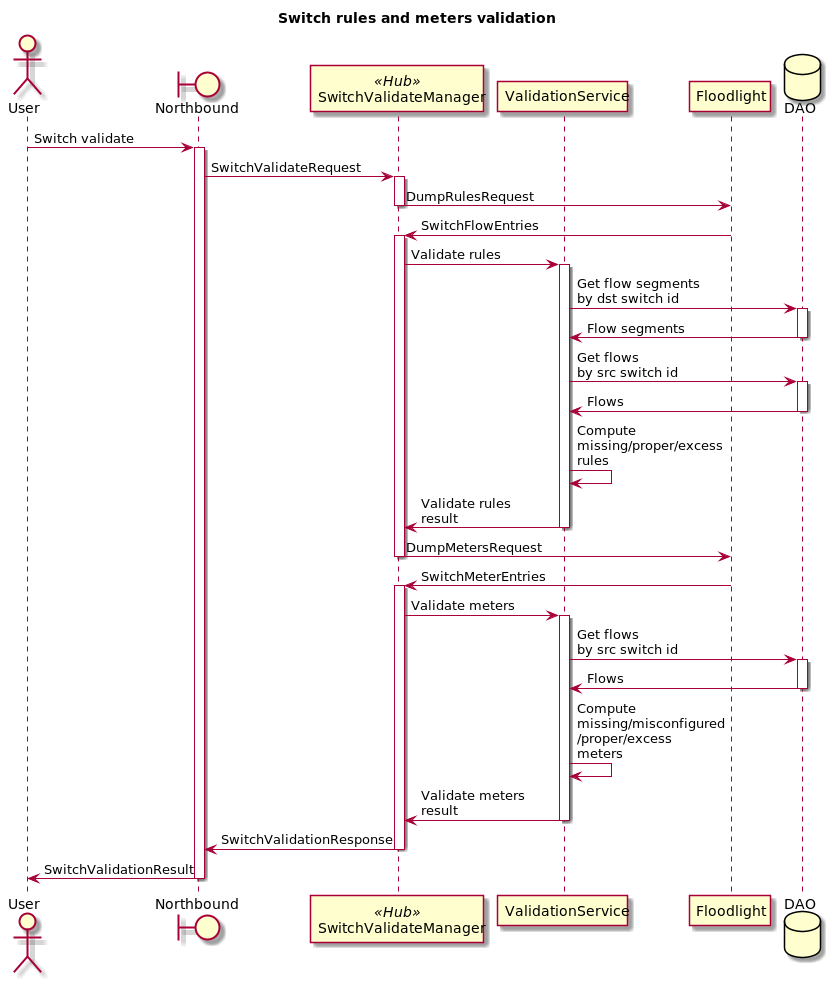 Switch rules and meters validation
User
Northbound
«Hub»
SwitchValidateManager
ValidationService
Floodlight
DAO
Switch validate
SwitchValidateRequest
DumpRulesRequest
SwitchFlowEntries
Validate rules
Get flow segments
by dst switch id
Flow segments
Get flows
by src switch id
Flows
Compute
missing/proper/excess
rules
Validate rules
result
DumpMetersRequest
SwitchMeterEntries
Validate meters
Get flows
by src switch id
Flows
Compute
missing/misconfigured
/proper/excess
meters
Validate meters
result
SwitchValidationResponse
SwitchValidationResult
User
Northbound
«Hub»
SwitchValidateManager
ValidationService
Floodlight
DAO